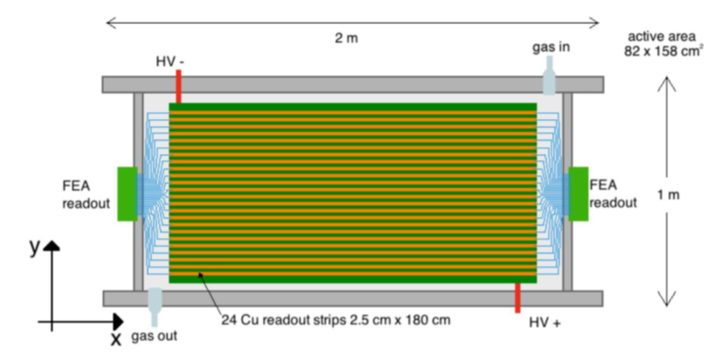 2 m
gas in
active area
82 x 158 cm²
HV -
FEA
readout
FEA
readout
1 m
y
x
gas out
24 Cu readout strips 2.5 cm x 180 cm
HV +